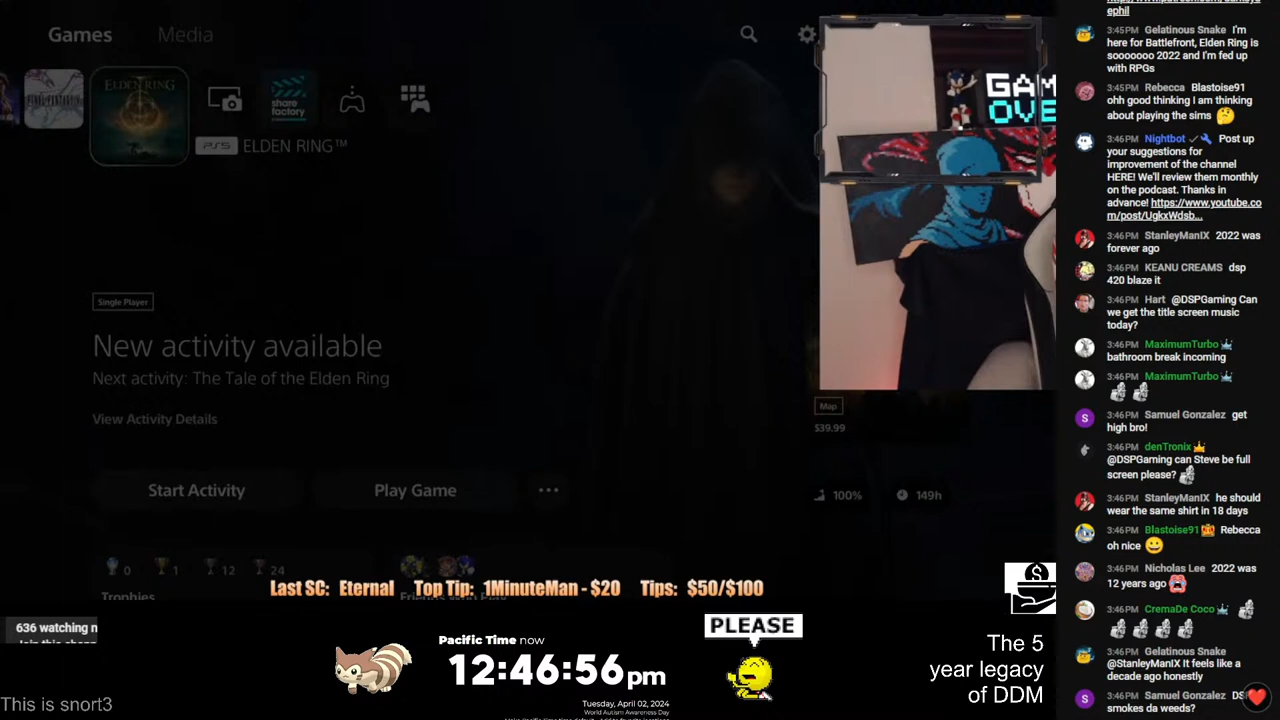 Games
Media
ELDEN RING
share
factory
PS5 ELDEN RING™
Single Player
New activity available
Next activity: The Tale of the Elden Ring
View Activity Details
Start Activity
Play Game
•••
0 1 12 24
Trophies
Map
$39.99
100%
149h
GAM
OVE
Last SC: Eternal Top Tip: 1MinuteMan - $20 Tips: $50/$100
636 watching n
This is snort3
Pacific Time now
12:46:56pm
Tuesday, April 02, 2024
World Autism Awareness Day
PLEASE
The 5
year legacy
of DDM
ephil
3:45PM Gelatinous Snake I'm
here for Battlefront, Elden Ring is
sooooooo 2022 and I'm fed up
with RPGs
3:45PM Rebecca Blastoise91
ohh good thinking I am thinking
about playing the sims 🤔
3:46PM Nightbot Post up
your suggestions for
improvement of the channel
HERE! We'll review them monthly
on the podcast. Thanks in
advance! https://www.youtube.co
m/post/UgkxWdsb...
3:46PM StanleyManIX 2022 was
forever ago
3:46PM KEANU CREAMS dsp
420 blaze it
3:46PM Hart @DSPGaming Can
we get the title screen music
today?
3:46PM MaximumTurbo
bathroom break incoming
3:46PM MaximumTurbo
3:46PM Samuel Gonzalez get
high bro!
3:46PM denTronix
@DSPGaming can Steve be full
screen please?
3:46PM StanleyManIX he should
wear the same shirt in 18 days
3:46PM Blastoise91 Rebecca
oh nice 😀
3:46PM Nicholas Lee 2022 was
12 years ago
3:46PM CremaDe Coco
3:46PM Gelatinous Snake
@StanleyManIX It feels like a
decade ago honestly
3:46PM Samuel Gonzalez
smokes da weeds?